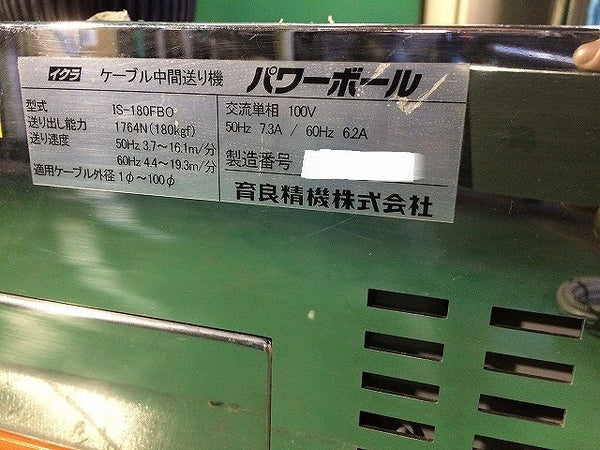 イクラ ケーブル中間送り機 パワーボール
型式 IS-180FBO
送り出し能力 1764N(180kgf)
送り速度 50Hz 3.7~16.1m/分
60Hz 4.4~19.3m/分
適用ケーブル外径 1φ~100φ
交流単相 100V
50Hz 7.3A / 60Hz 6.2A
製造番号
育良精機株式会社